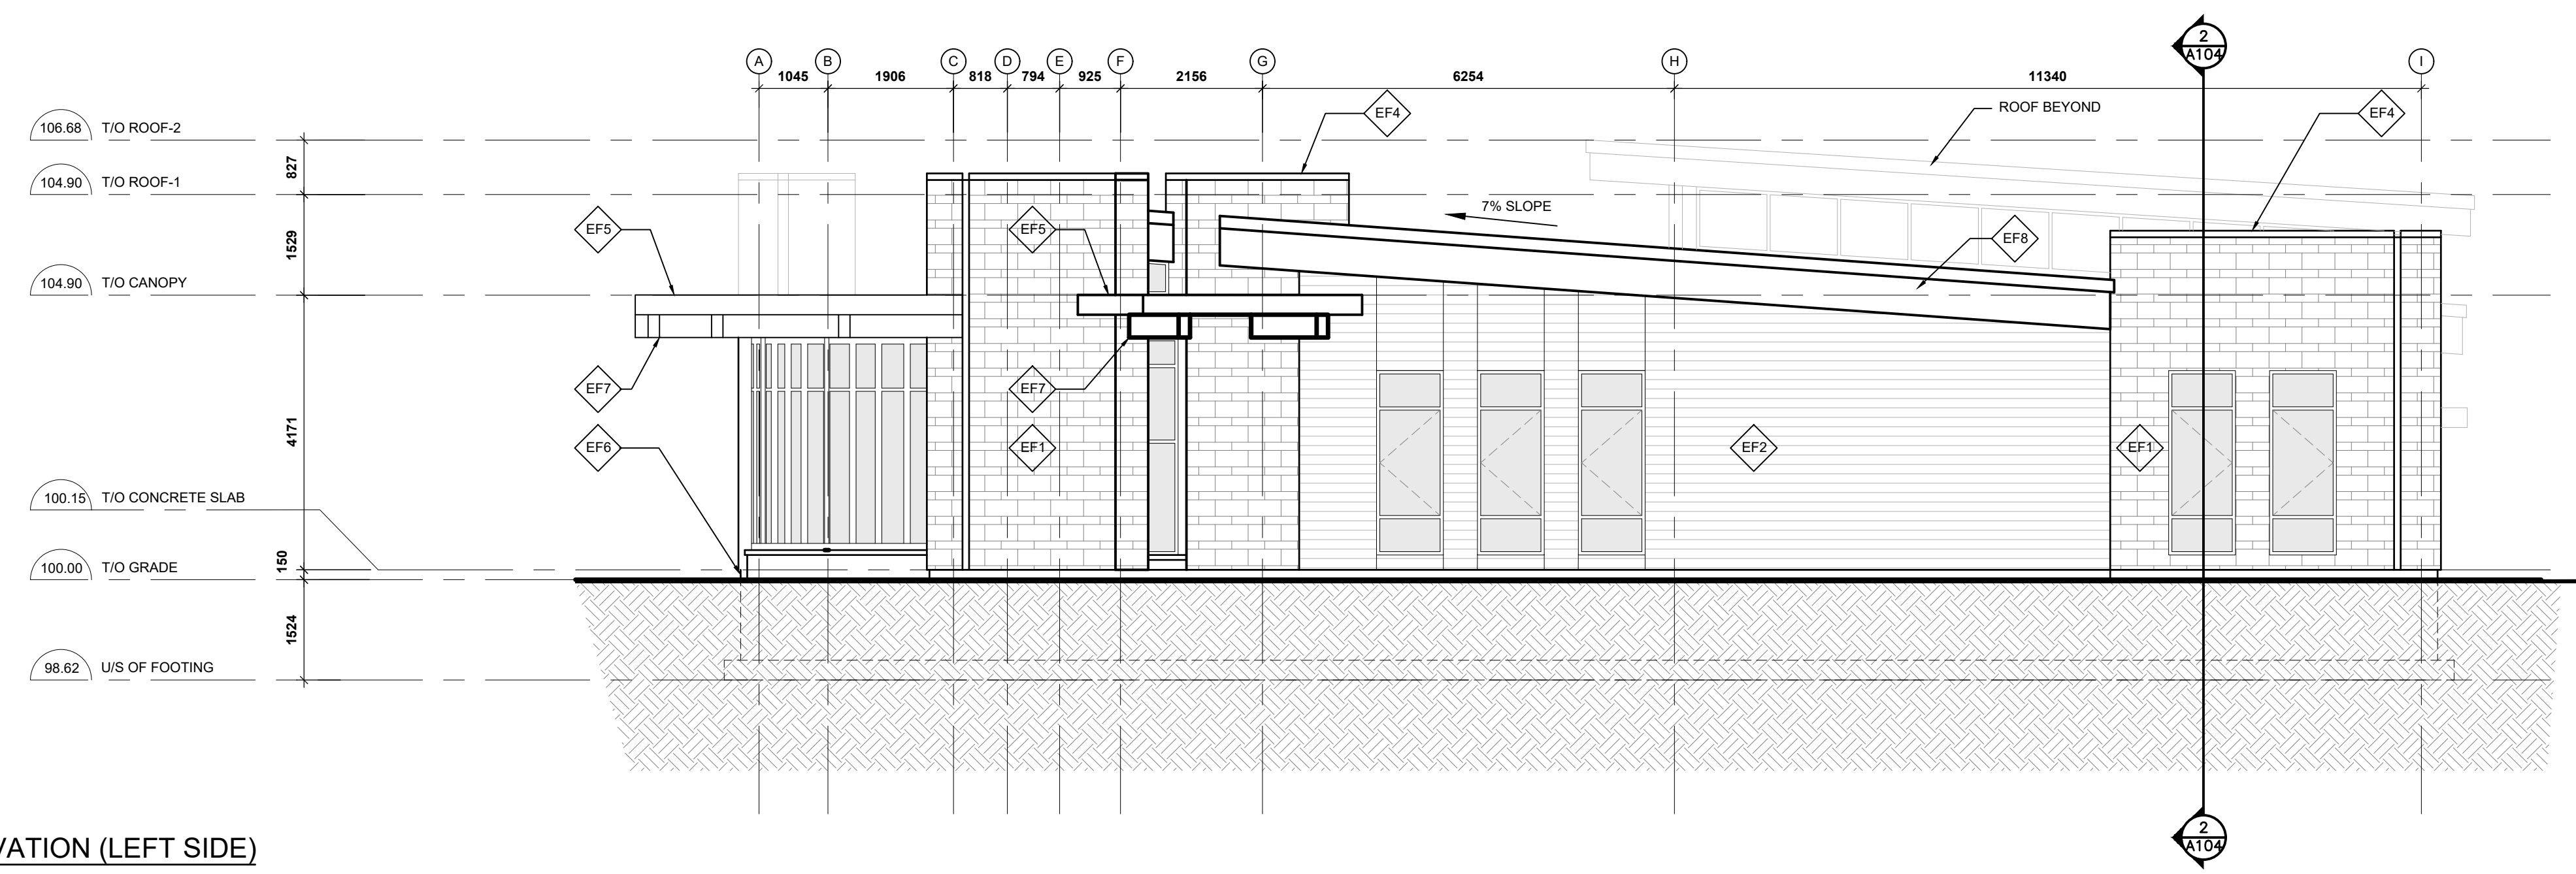 2
A104
A B C D E F G H I
1045 1906 818 794 925 2156 6254 11340
EF4
ROOF BEYOND
EF4
106.68 T/O ROOF-2
827
104.90 T/O ROOF-1
7% SLOPE
EF5
EF5
EF8
1529
104.90 T/O CANOPY
EF7
EF7
4171
EF6
EF1
EF2
EF1
100.15 T/O CONCRETE SLAB
150
100.00 T/O GRADE
1524
98.62 U/S OF FOOTING
2
A104
VATION (LEFT SIDE)